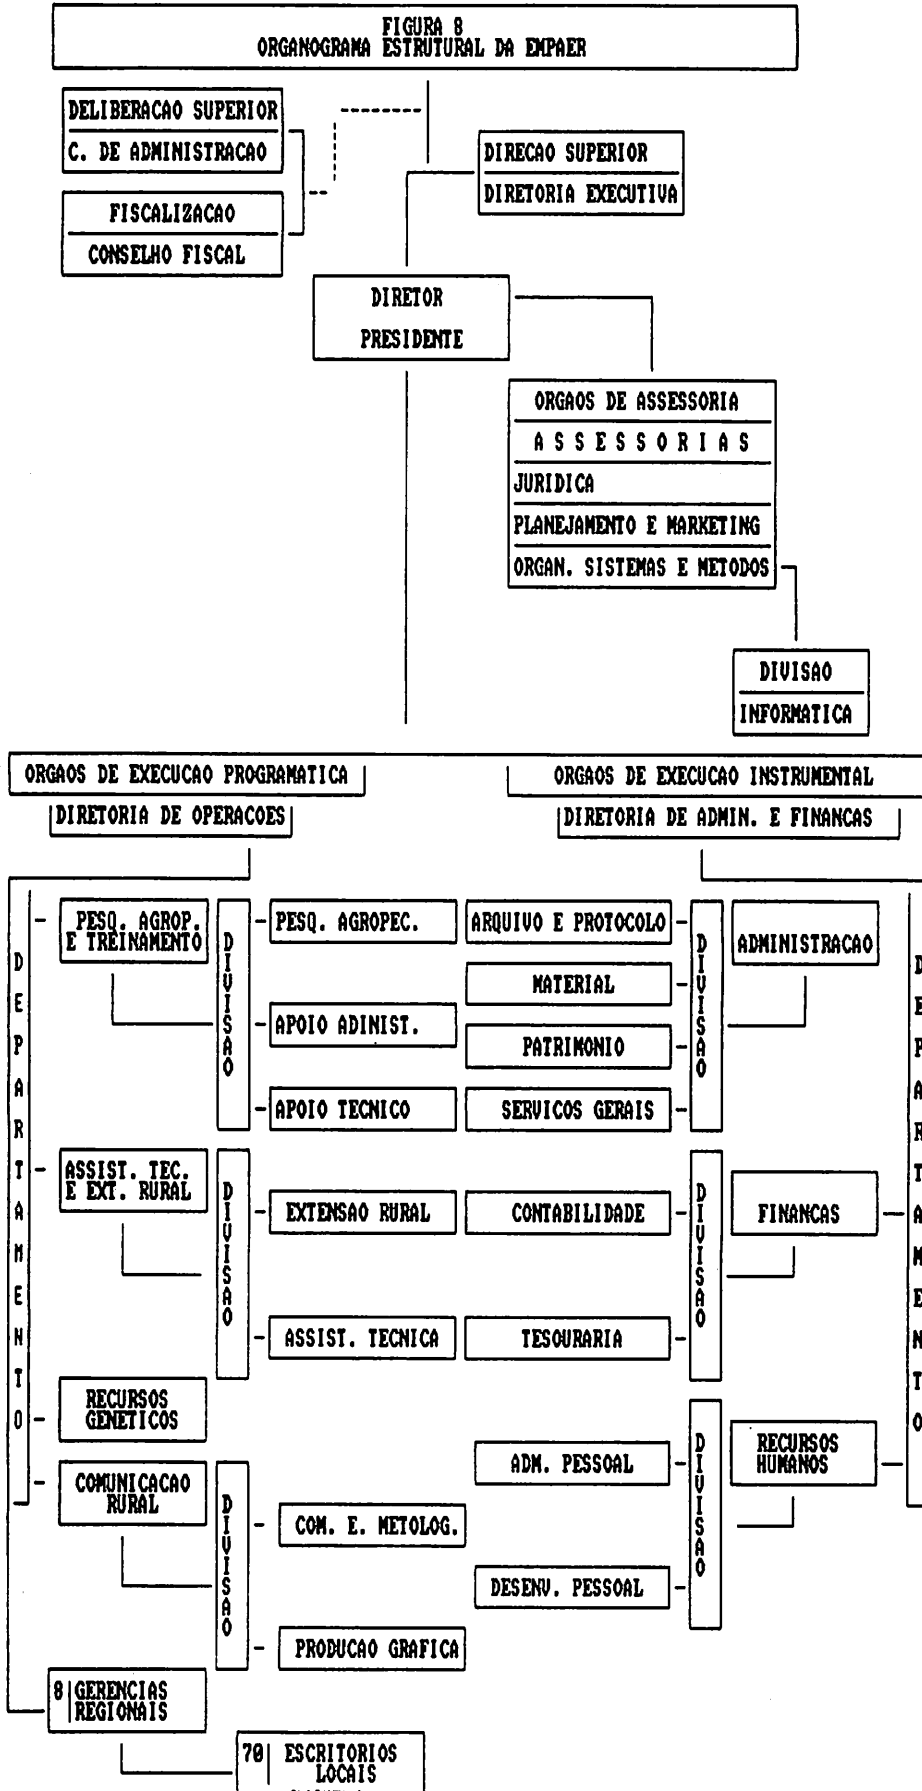 FIGURA 8
ORGANOGRAMA ESTRUTURAL DA EMPAER
DELIBERACAO SUPERIOR
C. DE ADMINISTRACAO
FISCALIZACAO
CONSELHO FISCAL
DIRECAO SUPERIOR
DIRETORIA EXECUTIVA
DIRETOR
PRESIDENTE
ORGAOS DE ASSESSORIA
A S S E S S O R I A S
JURIDICA
PLANEJAMENTO E MARKETING
ORGAN. SISTEMAS E METODOS
DIVISAO
INFORMATICA
ORGAOS DE EXECUCAO PROGRAMATICA
DIRETORIA DE OPERACOES
ORGAOS DE EXECUCAO INSTRUMENTAL
DIRETORIA DE ADMIN. E FINANCAS
DEPARTAMENTO
PESQ. AGROP.
E TREINAMENTO
DIVISAO
PESQ. AGROPEC.
APOIO ADINIST.
APOIO TECNICO
ASSIST. TEC.
E EXT. RURAL
DIVISAO
EXTENSAO RURAL
ASSIST. TECNICA
RECURSOS
GENETICOS
COMUNICACAO
RURAL
DIVISAO
COM. E. METOLOG.
PRODUCAO GRAFICA
8 GERENCIAS
REGIONAIS
70 ESCRITORIOS
LOCAIS
ARQUIVO E PROTOCOLO
MATERIAL
PATRIMONIO
SERVICOS GERAIS
DIVISAO
ADMINISTRACAO
CONTABILIDADE
TESOURARIA
DIVISAO
FINANCAS
ADM. PESSOAL
DESENV. PESSOAL
DIVISAO
RECURSOS
HUMANOS
DEPARTAMENTO